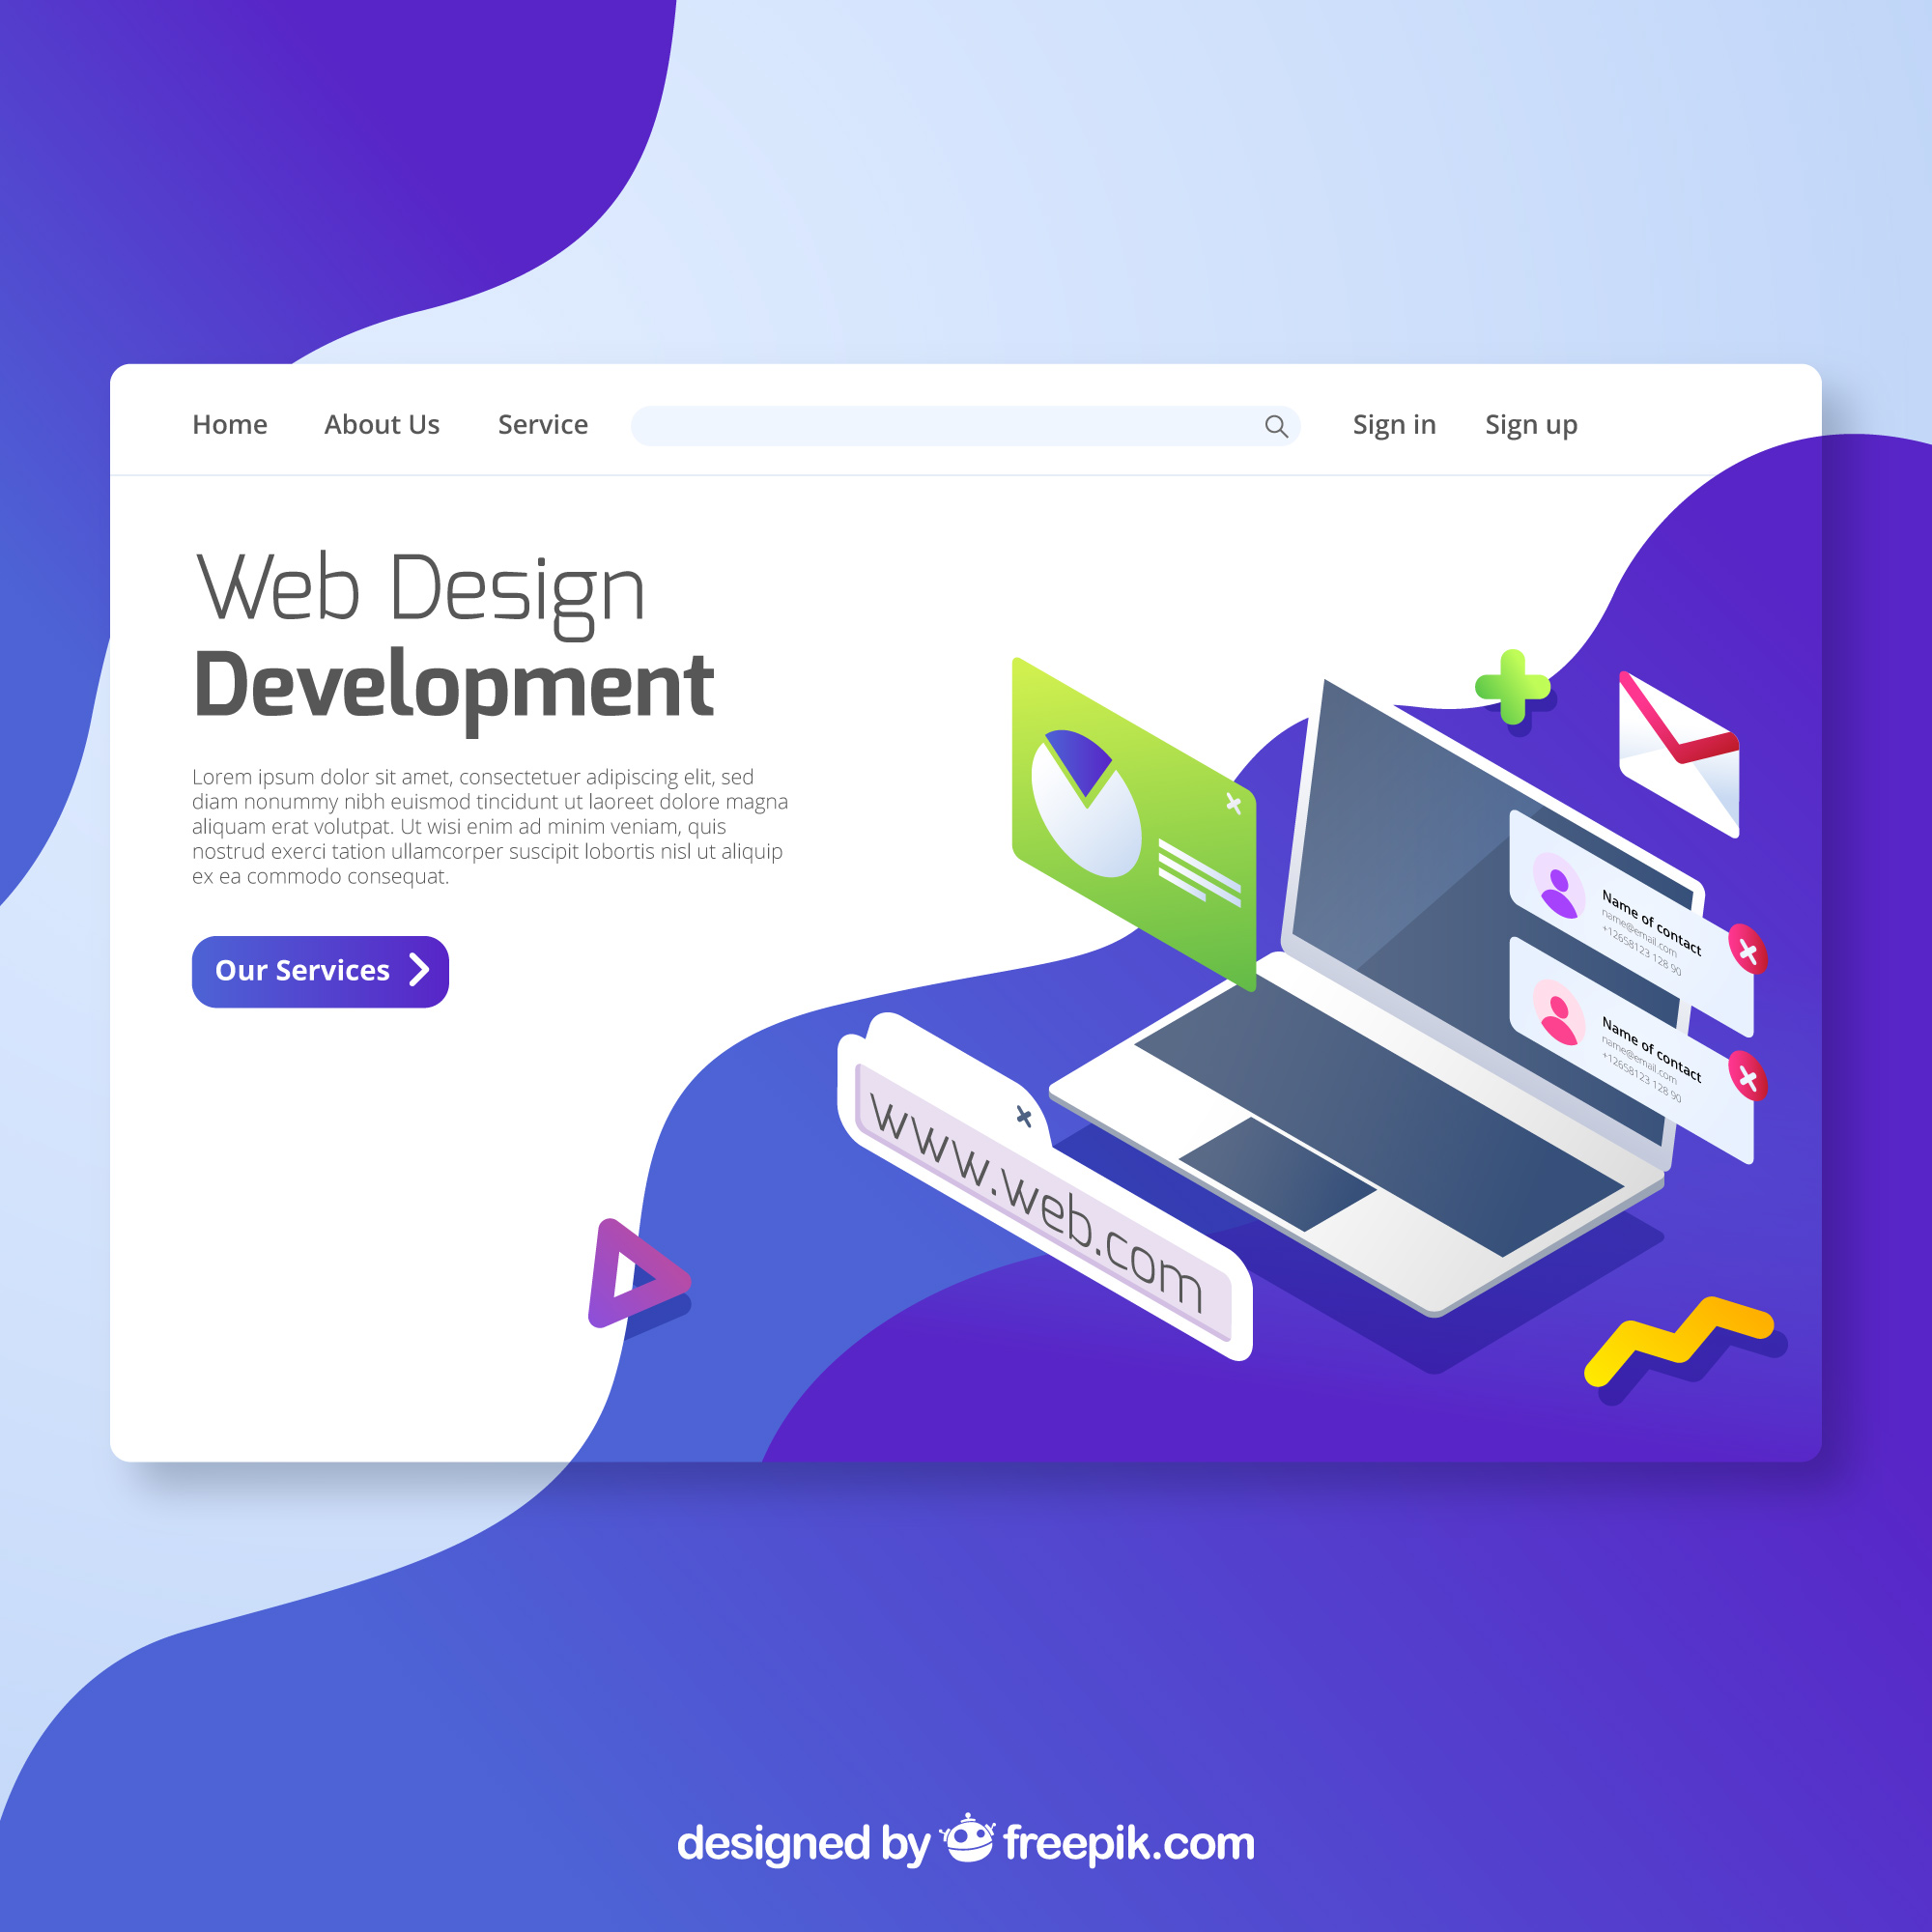 Home About Us Service Sign in Sign up
Web Design
Development
Lorem ipsum dolor sit amet, consectetuer adipiscing elit, sed
diam nonummy nibh euismod tincidunt ut laoreet dolore magna
aliquam erat volutpat. Ut wisi enim ad minim veniam, quis
nostrud exerci tation ullamcorper suscipit lobortis nisl ut aliquip
ex ea commodo consequat.
Our Services
Name of contact
name@email.com
+12658123 128 90
Name of contact
name@email.com
+12658123 128 90
www.web.com
designed by freepik.com